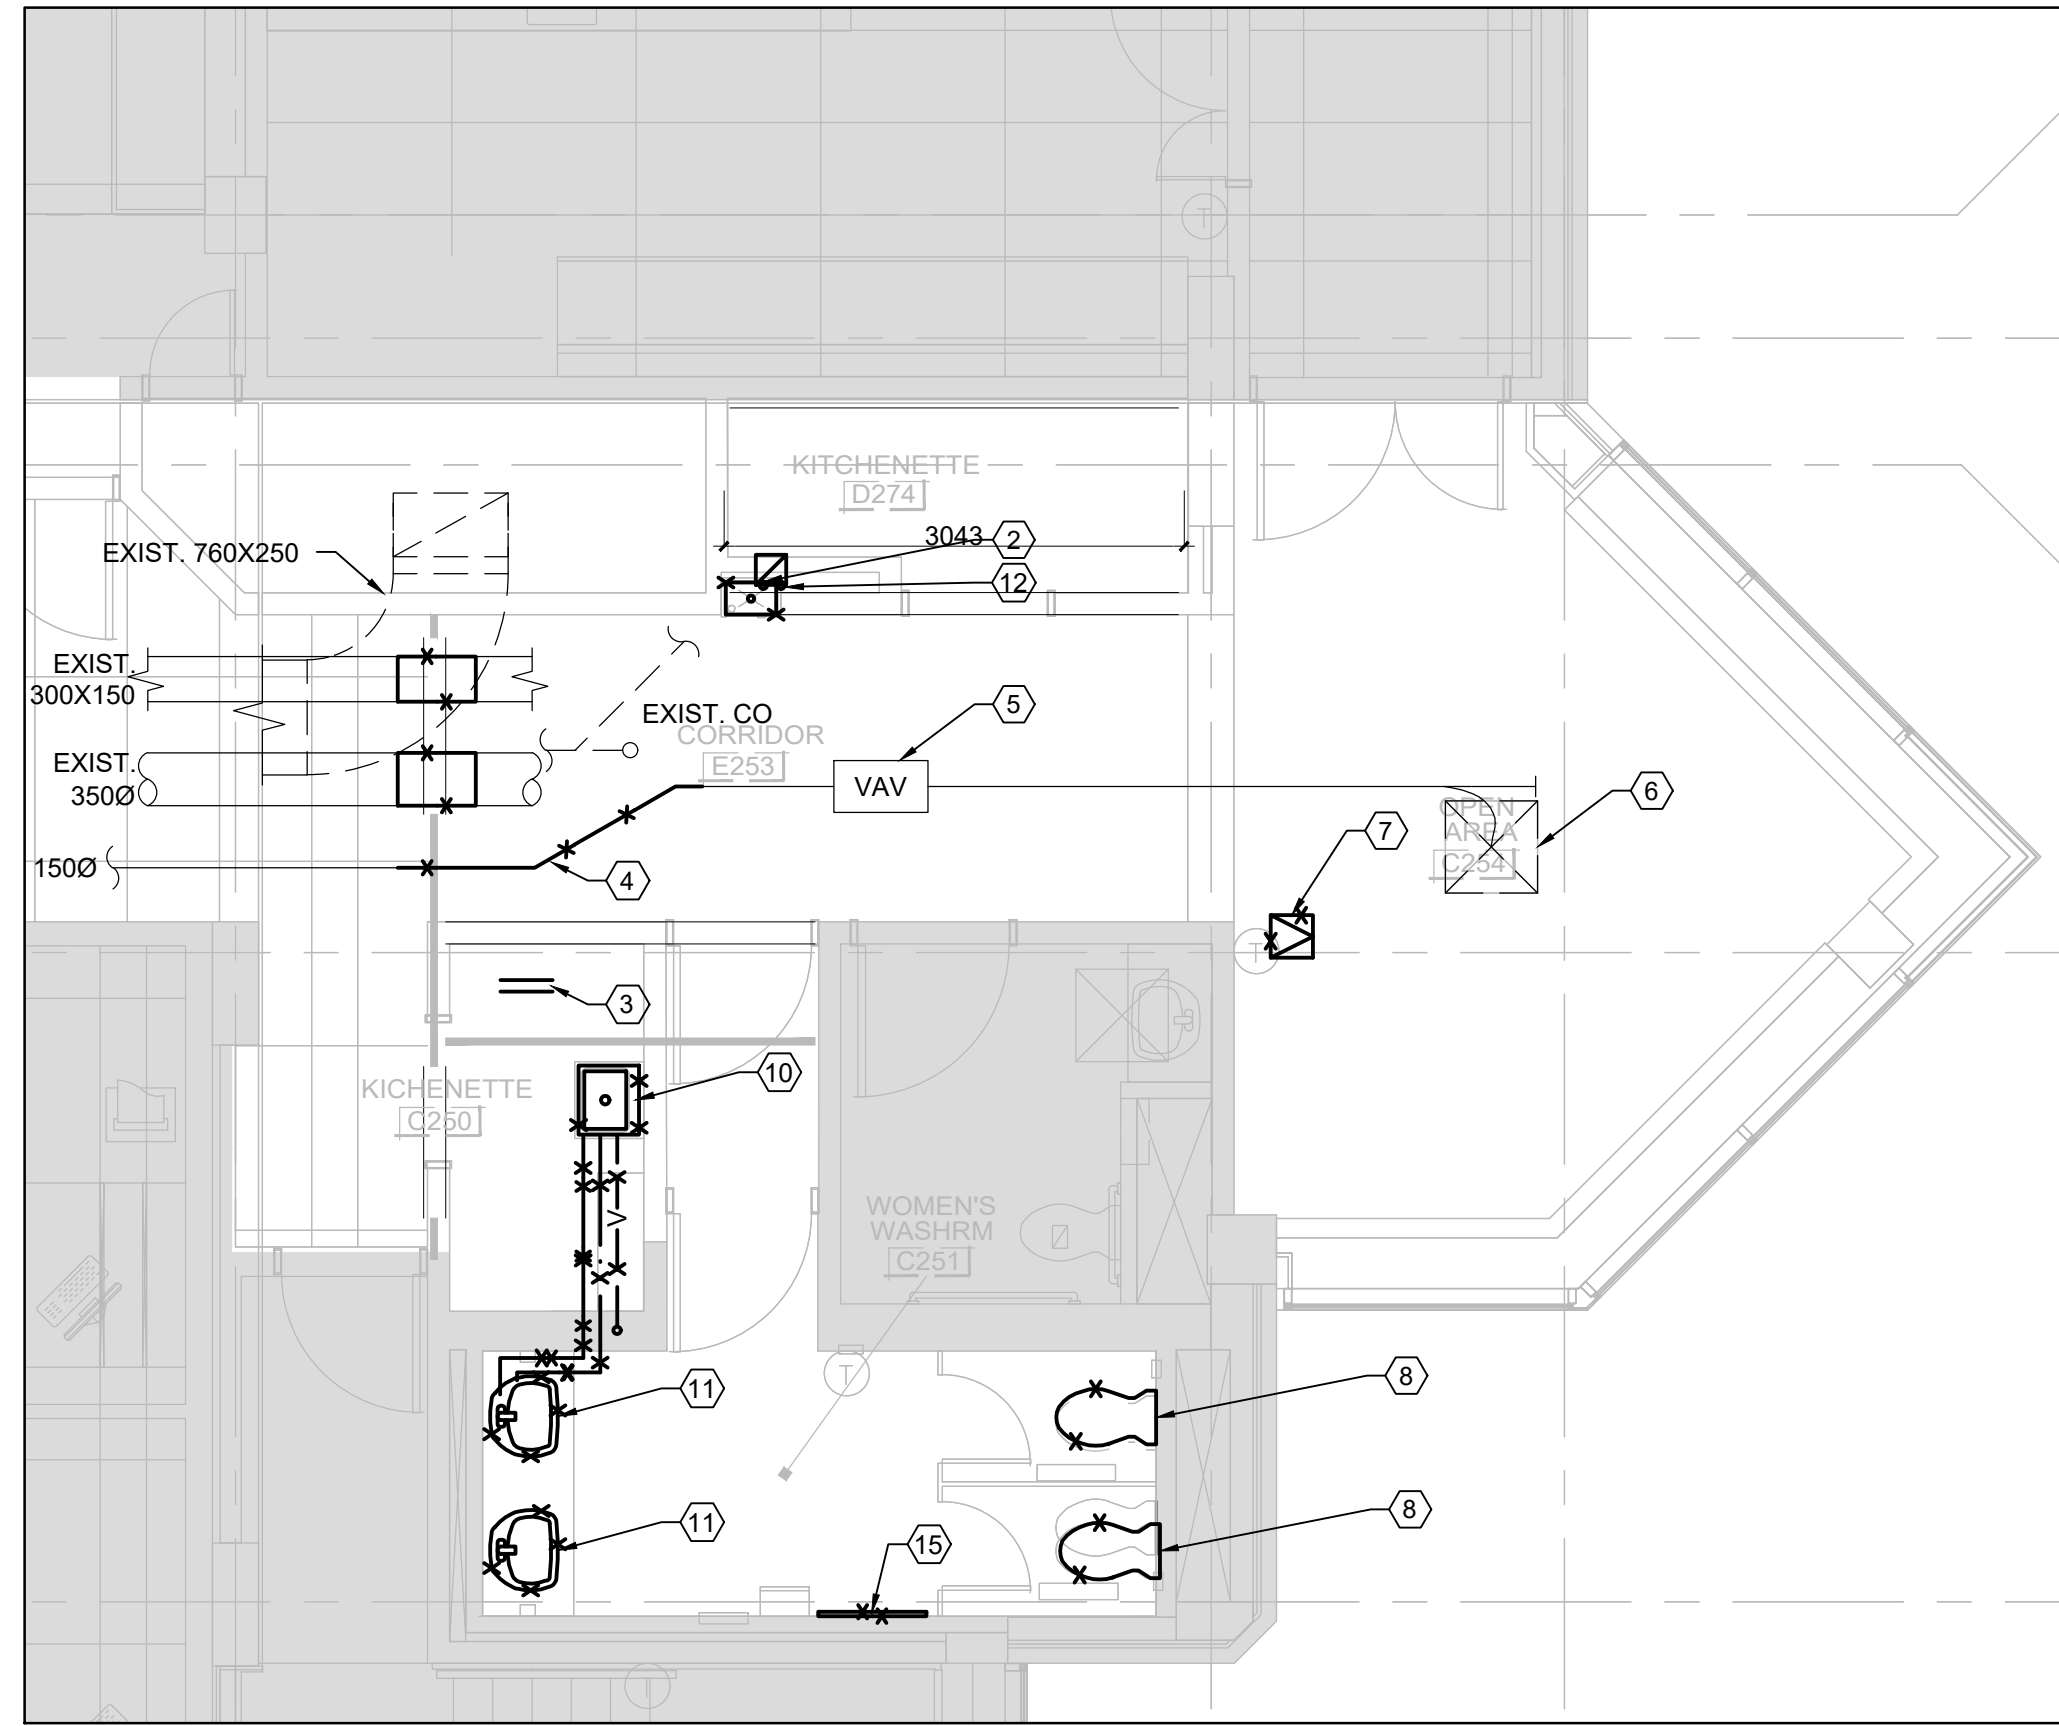 T
KITCHENETTE
D274
3043
2
EXIST. 760X250
12
EXIST.
300X150
5
EXIST. CO
CORRIDOR
E253
EXIST.
350Ø
VAV
6
OPEN
AREA
C254
7
150Ø
4
T
3
10
KICHENETTE
C250
V
WOMEN'S
WASHRM
C251
T
11
8
11
8
15
T